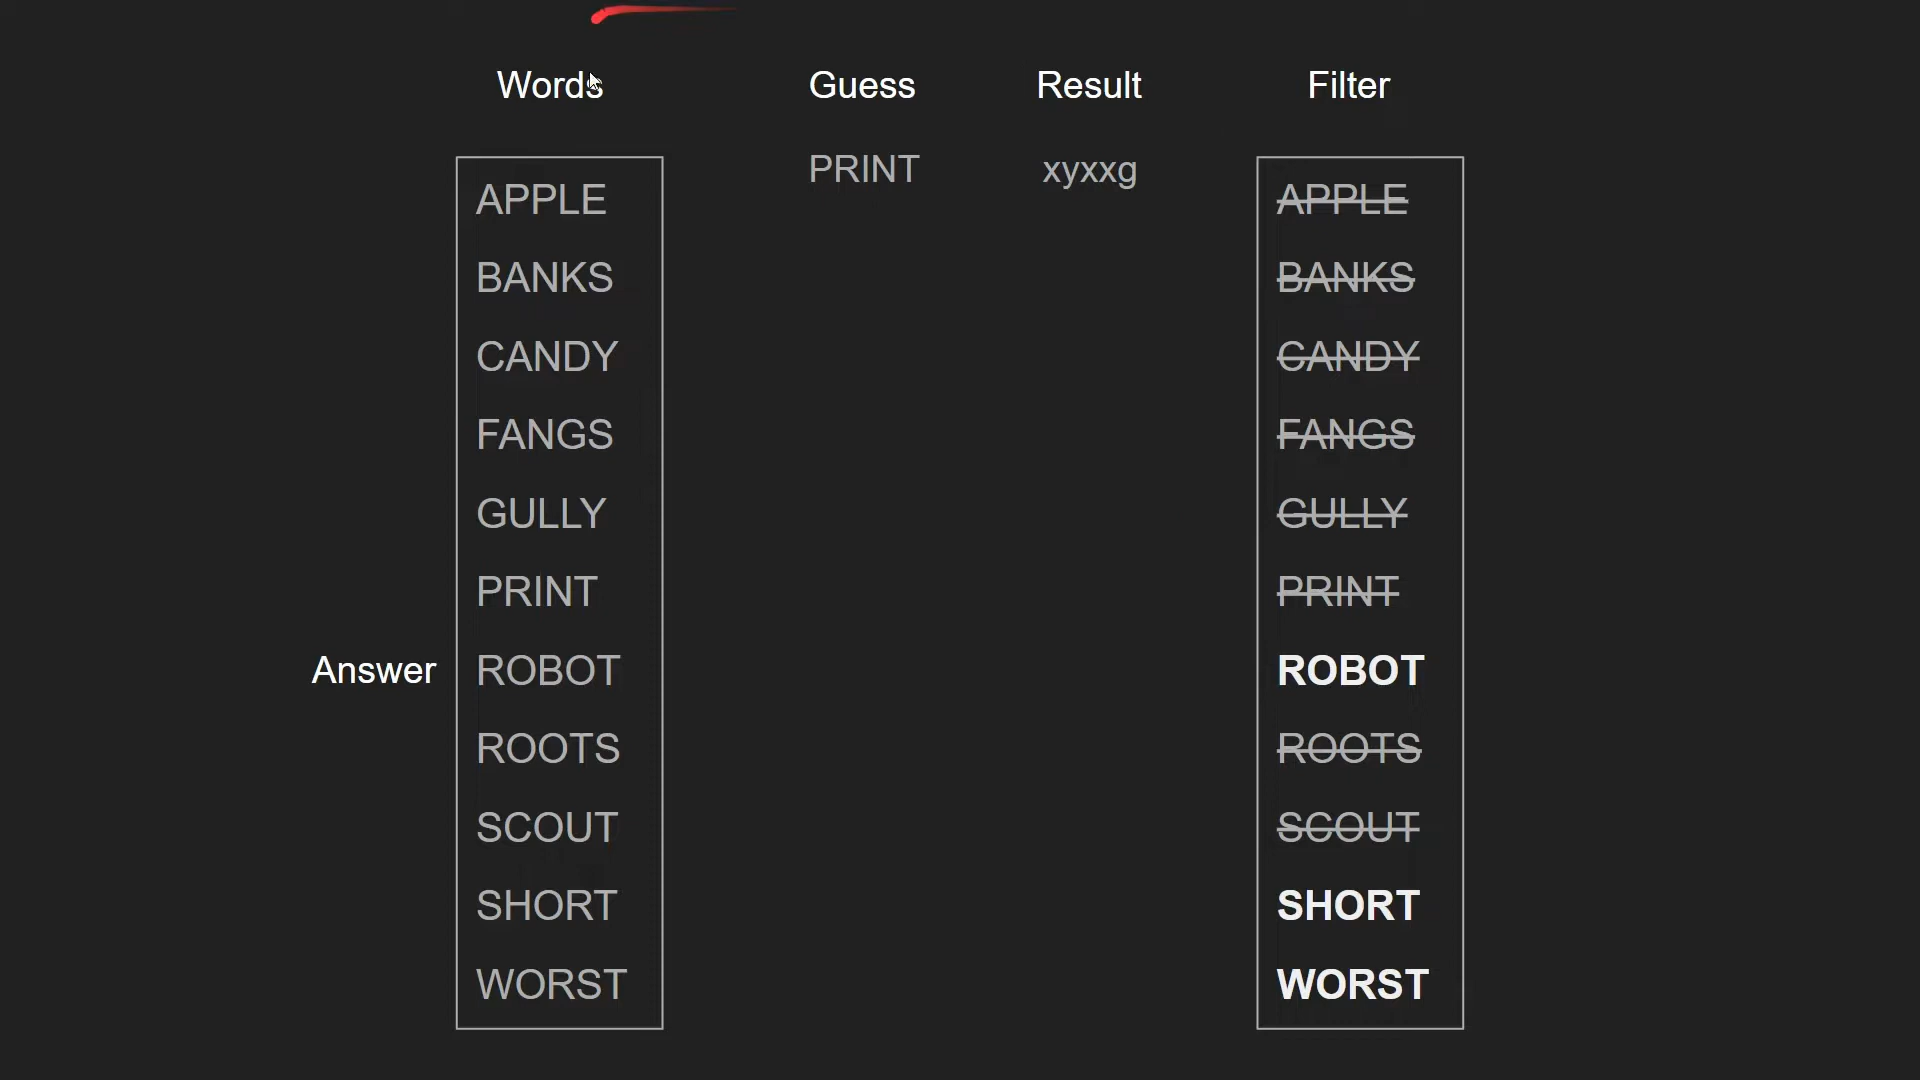 Words Guess Result Filter
PRINT xyxxg
APPLE APPLE
BANKS BANKS
CANDY CANDY
FANGS FANGS
GULLY GULLY
PRINT PRINT
Answer ROBOT ROBOT
ROOTS ROOTS
SCOUT SCOUT
SHORT SHORT
WORST WORST